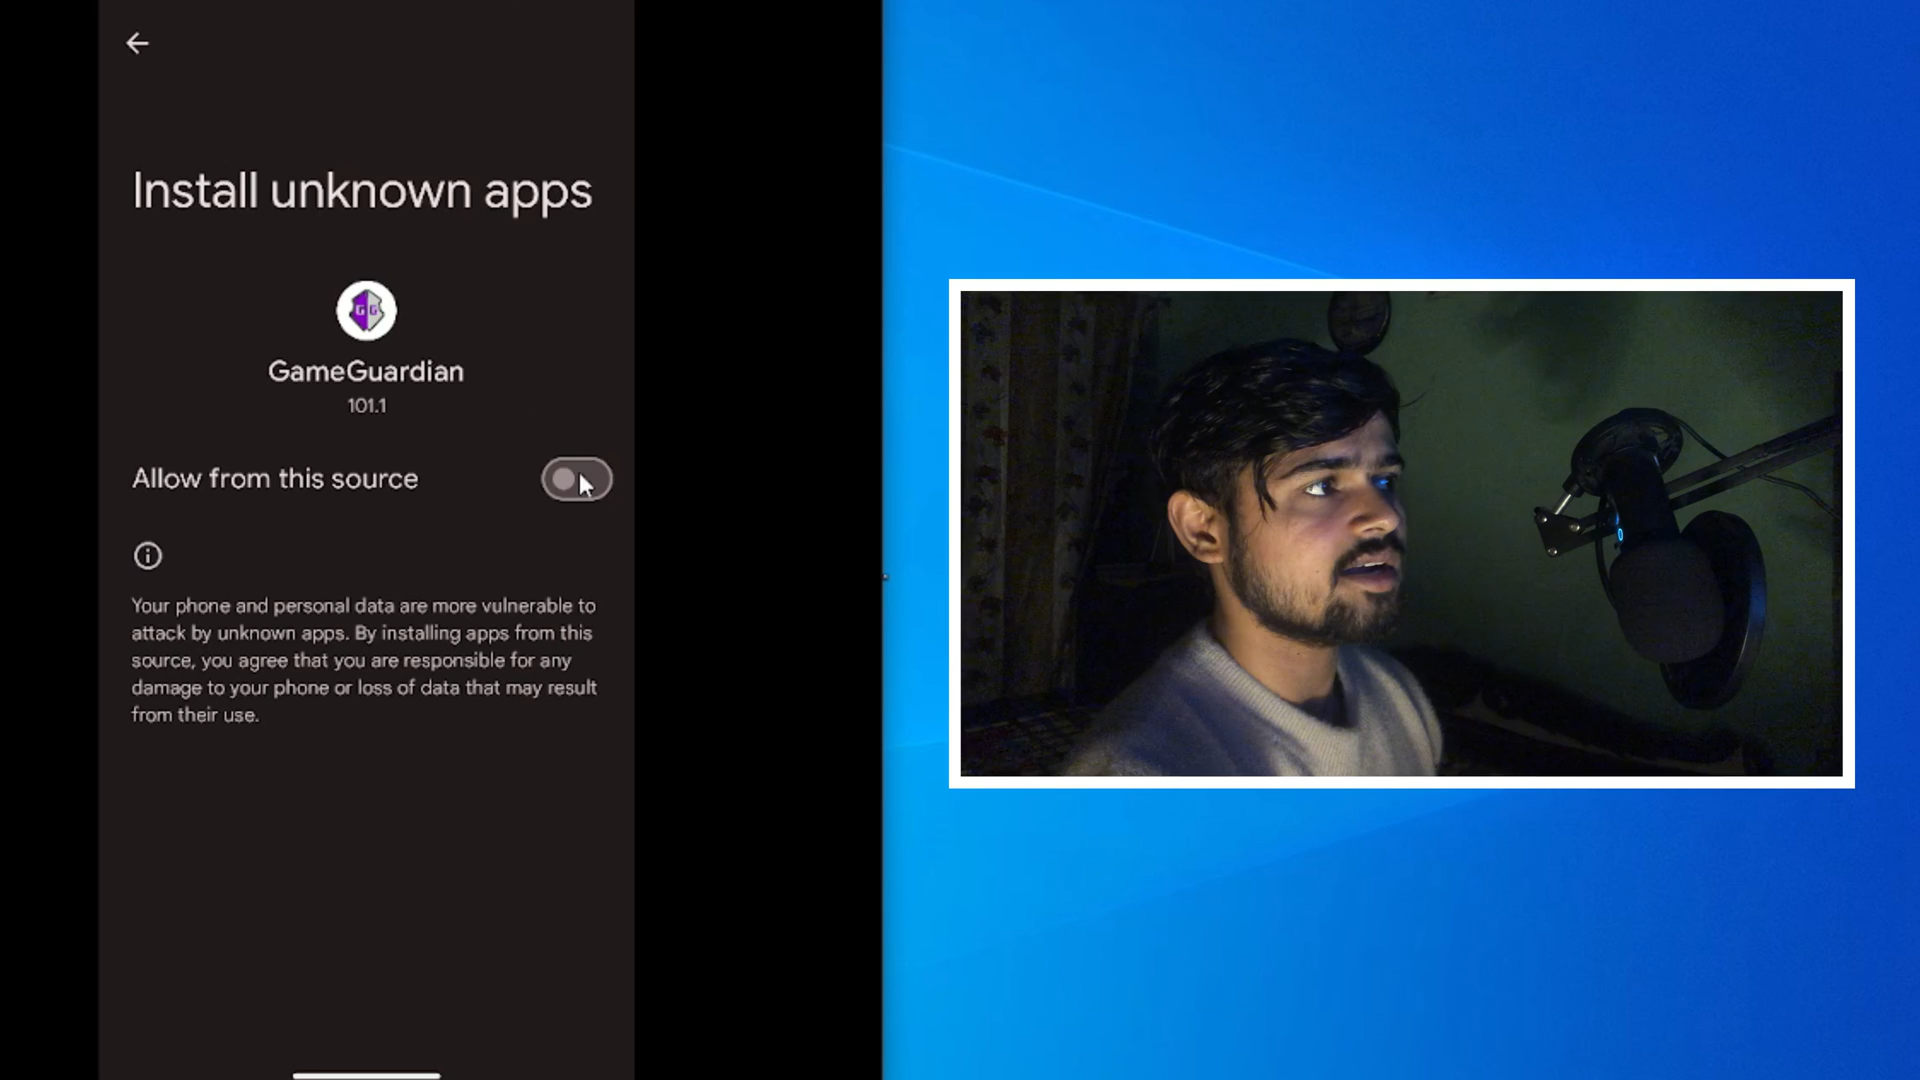 Install unknown apps
GG
GameGuardian
101.1
Allow from this source
Your phone and personal data are more vulnerable to
attack by unknown apps. By installing apps from this
source, you agree that you are responsible for any
damage to your phone or loss of data that may result
from their use.